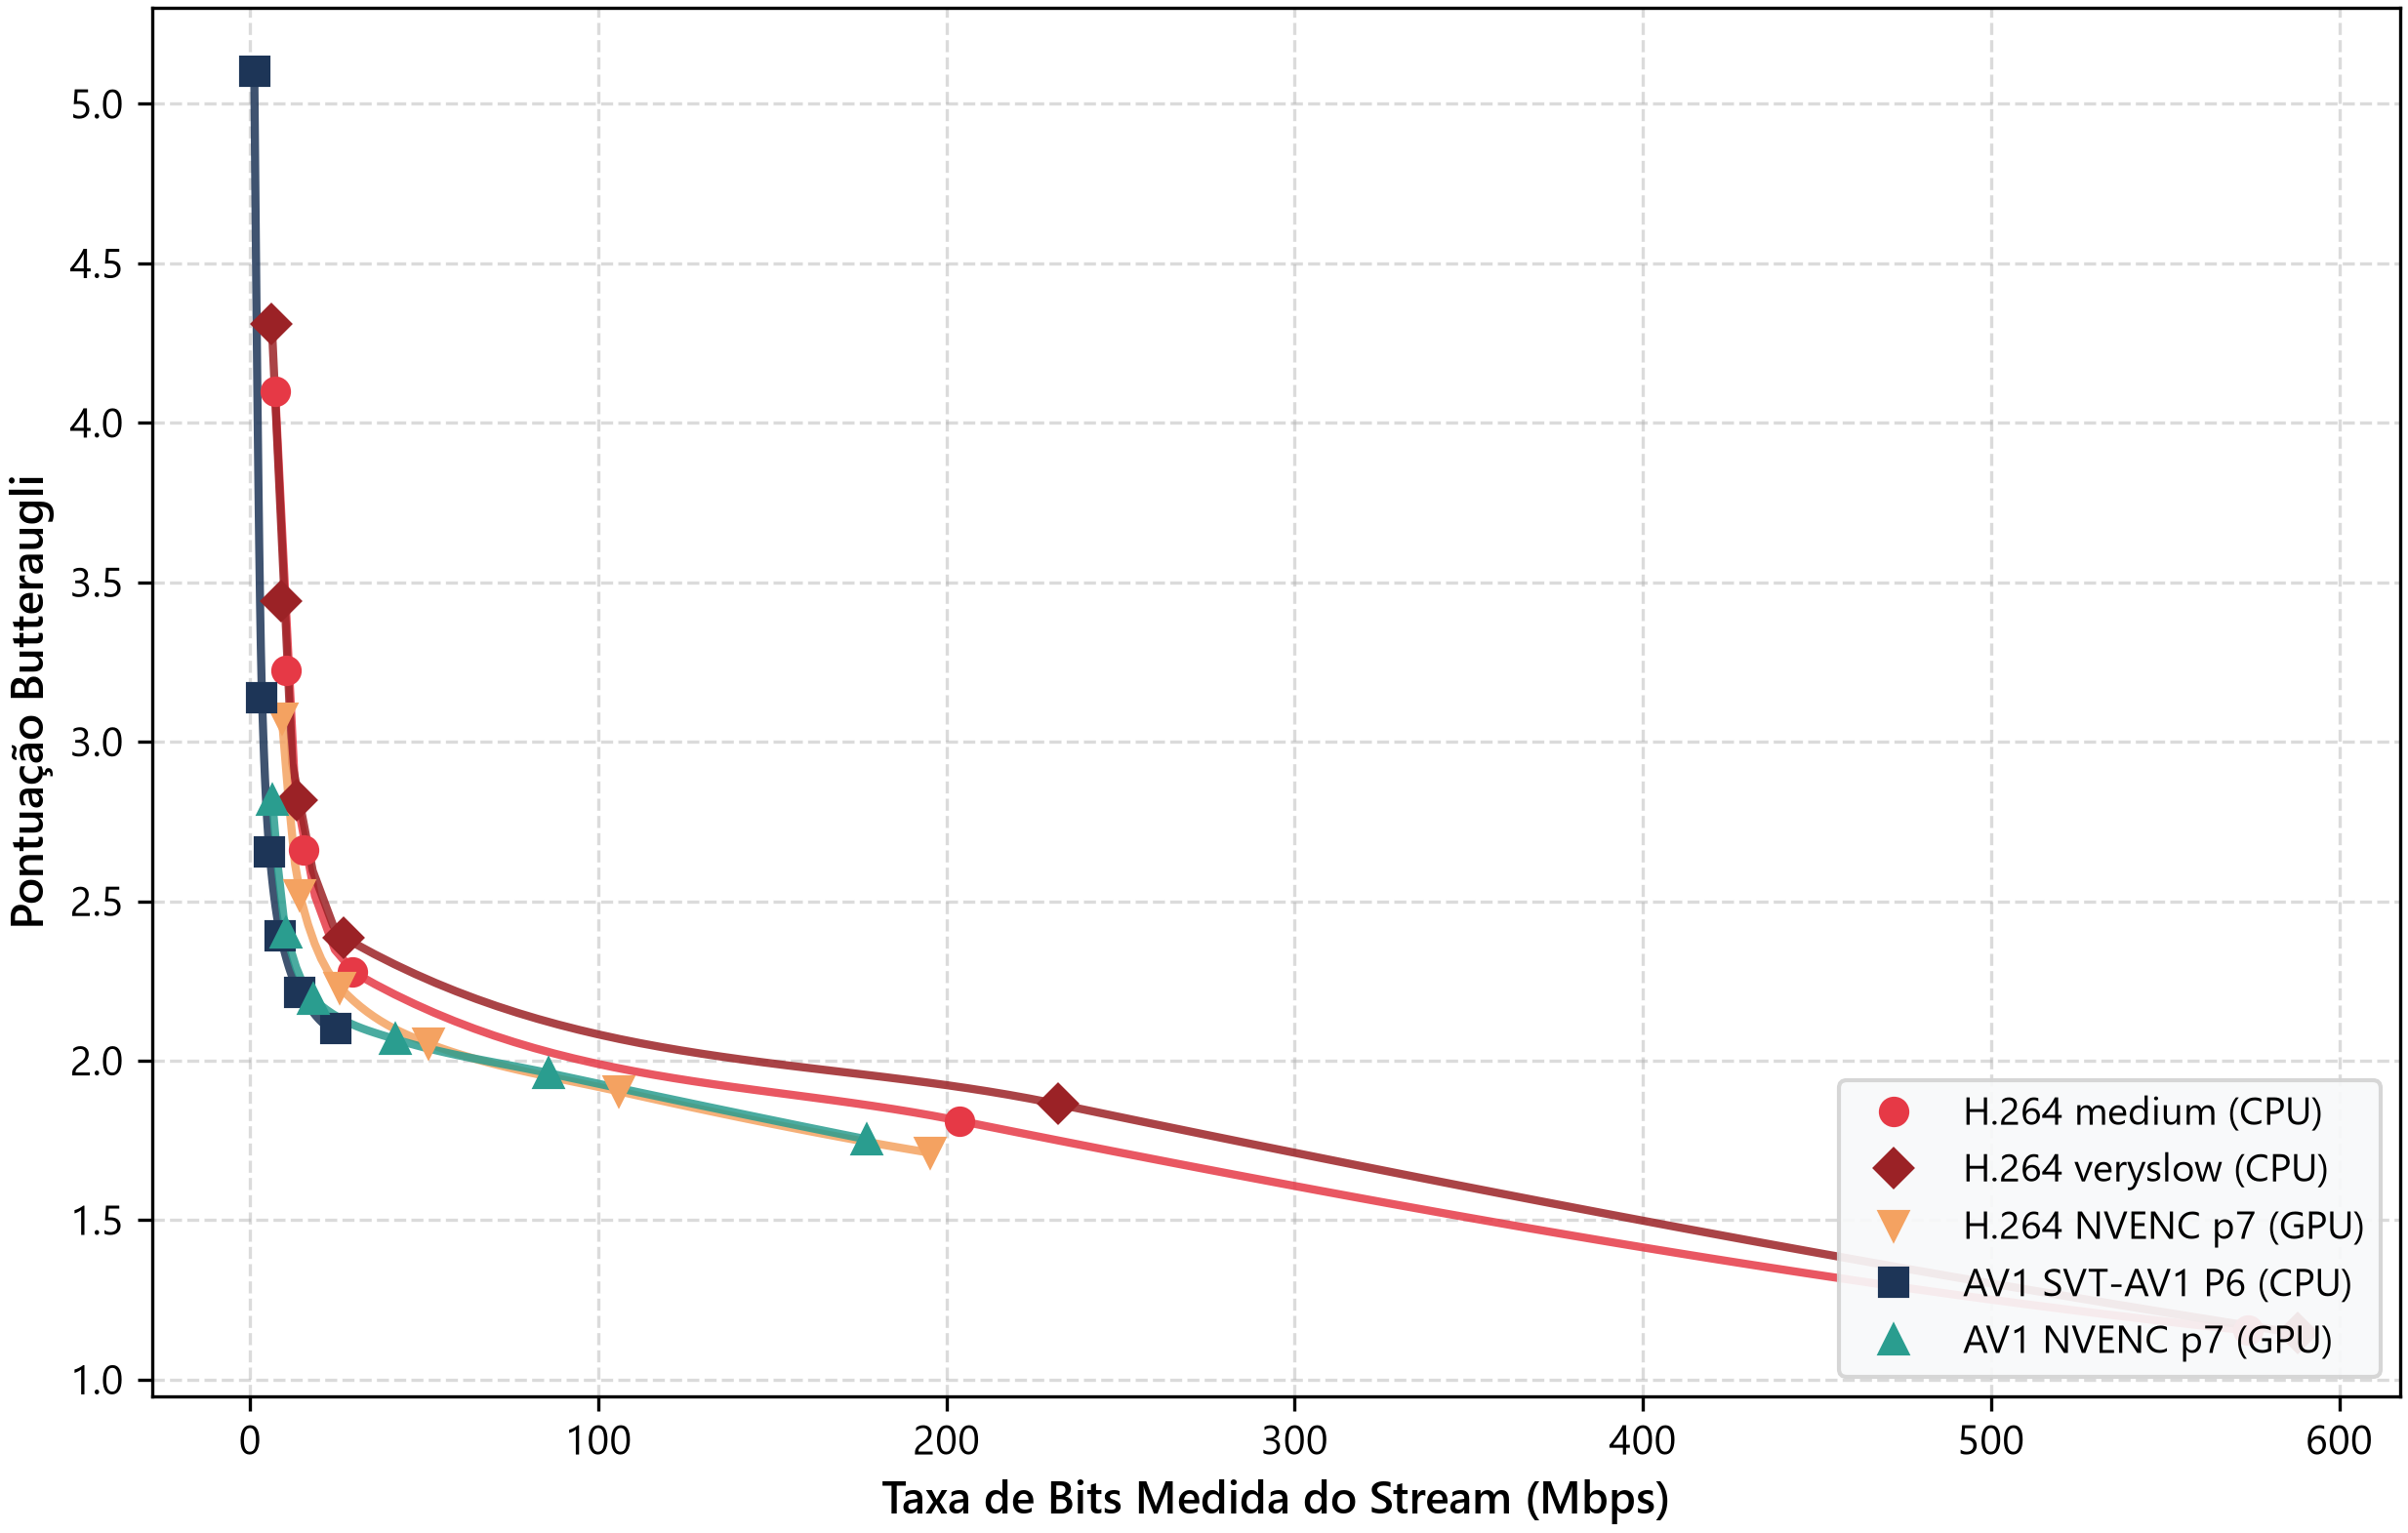 Pontuação Butteraugli
5.0
4.5
4.0
3.5
3.0
2.5
2.0
1.5
1.0
0 100 200 300 400 500 600
Taxa de Bits Medida do Stream (Mbps)
H.264 medium (CPU)
H.264 veryslow (CPU)
H.264 NVENC p7 (GPU)
AV1 SVT-AV1 P6 (CPU)
AV1 NVENC p7 (GPU)